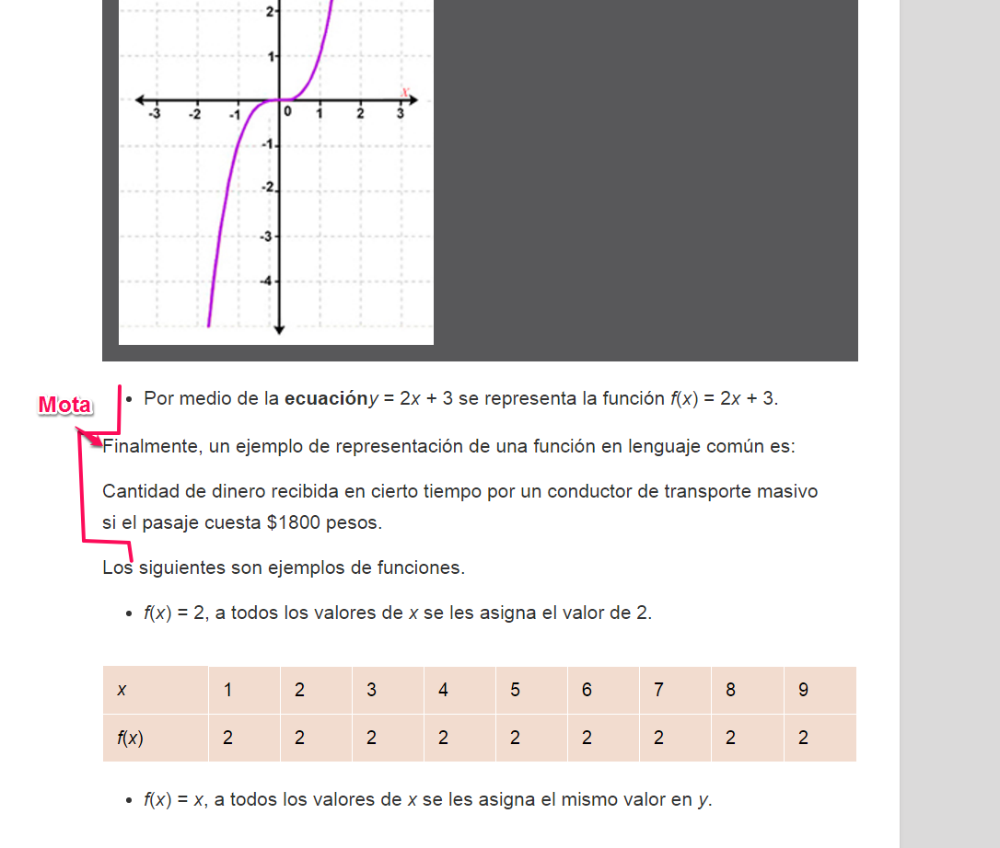 2
1
x
-3 -2 -1 0 1 2 3
-1
-2
-3
-4
Mota
• Por medio de la ecuacióny = 2x + 3 se representa la función f(x) = 2x + 3.
Finalmente, un ejemplo de representación de una función en lenguaje común es:
Cantidad de dinero recibida en cierto tiempo por un conductor de transporte masivo
si el pasaje cuesta $1800 pesos.
Los siguientes son ejemplos de funciones.
• f(x) = 2, a todos los valores de x se les asigna el valor de 2.
x 1 2 3 4 5 6 7 8 9
f(x) 2 2 2 2 2 2 2 2 2
• f(x) = x, a todos los valores de x se les asigna el mismo valor en y.